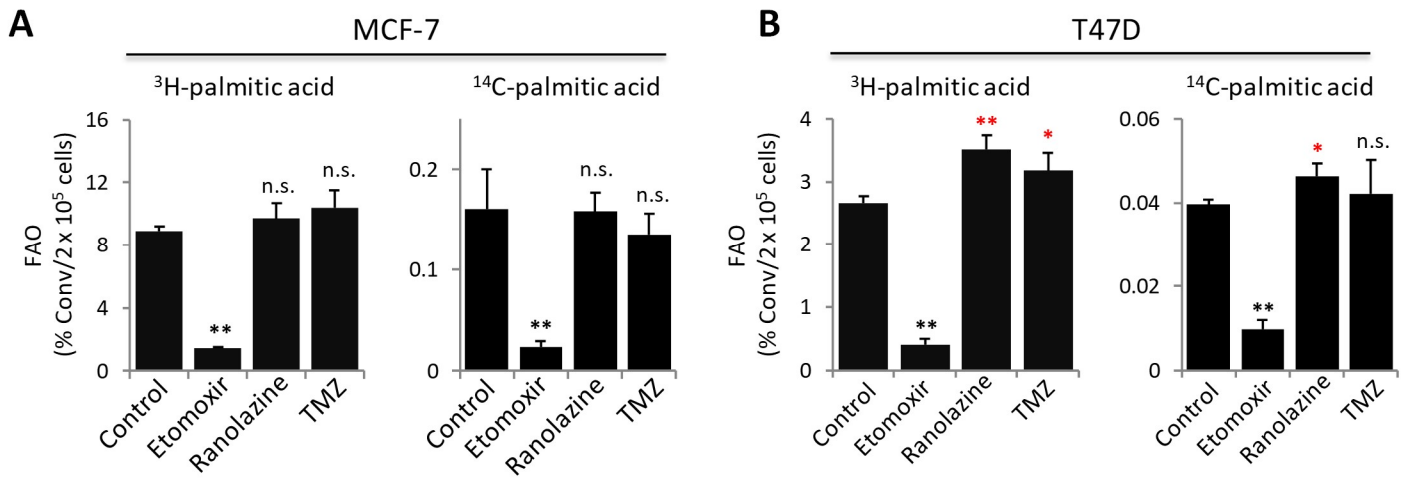 A
MCF-7
³H-palmitic acid
¹⁴C-palmitic acid
FAO
(% Conv/2x 10⁵ cells)
16
12
8
4
0
**
n.s.
n.s.
Control
Etomoxir
Ranolazine
TMZ
0.2
0.1
0
**
n.s.
n.s.
Control
Etomoxir
Ranolazine
TMZ
B
T47D
³H-palmitic acid
¹⁴C-palmitic acid
FAO
(% Conv/2x 10⁵ cells)
4
3
2
1
0
**
**
*
Control
Etomoxir
Ranolazine
TMZ
0.06
0.04
0.02
0
**
*
n.s.
Control
Etomoxir
Ranolazine
TMZ